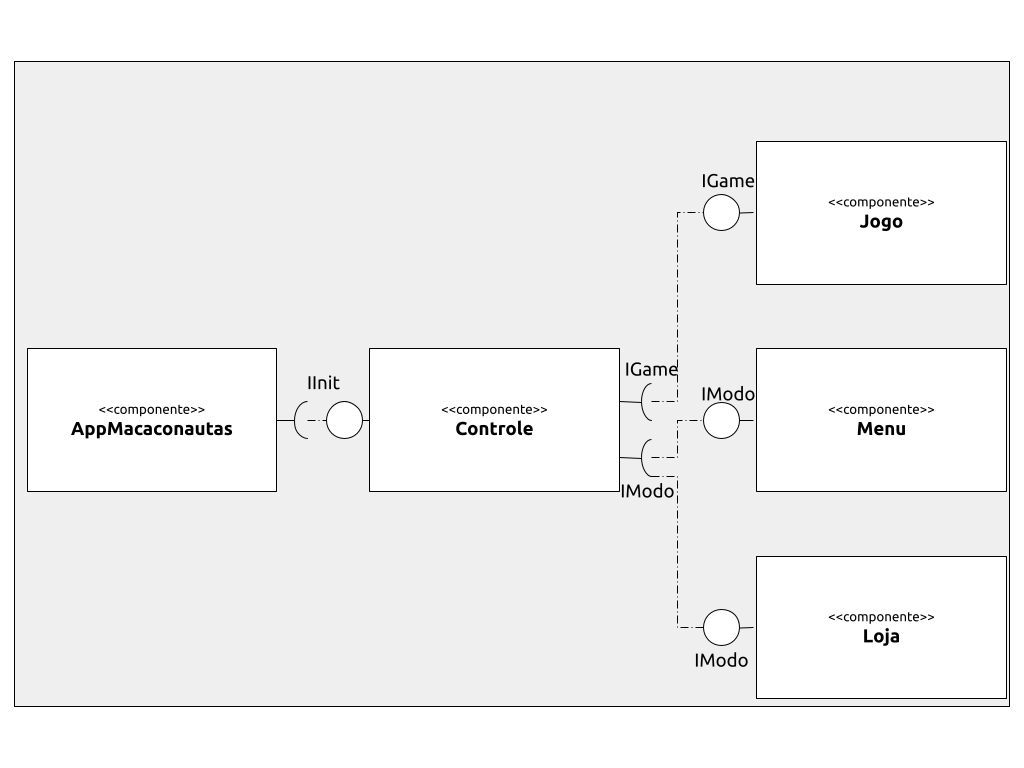 IGame
<<componente>>
Jogo
IInit
<<componente>>
AppMacaconautas
<<componente>>
Controle
IGame
IModo
<<componente>>
Menu
IModo
<<componente>>
Loja
IModo